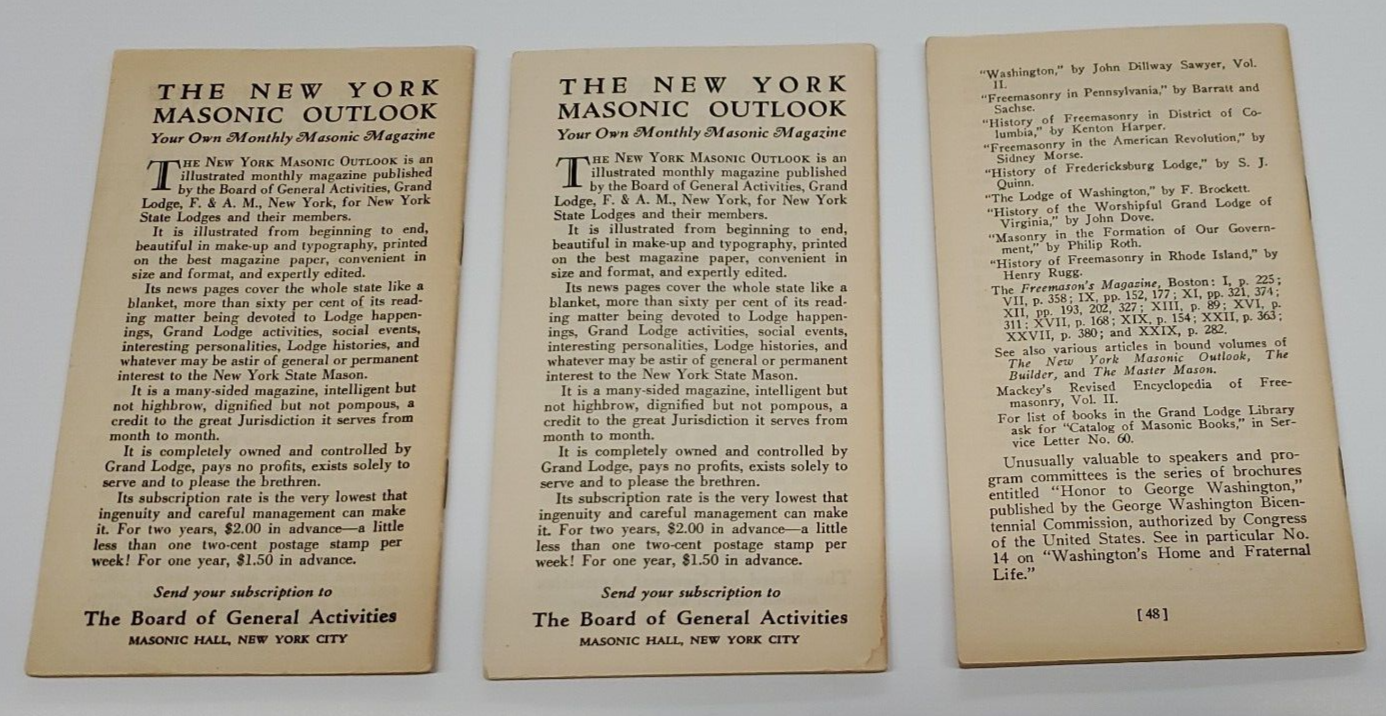 THE NEW YORK
MASONIC OUTLOOK
Your Own Monthly Masonic Magazine
THE NEW YORK MASONIC OUTLOOK is an
illustrated monthly magazine published
by the Board of General Activities, Grand
Lodge, F. & A. M., New York, for New York
State Lodges and their members.
It is illustrated from beginning to end,
beautiful in make-up and typography, printed
on the best magazine paper, convenient in
size and format, and expertly edited.
Its news pages cover the whole state like a
blanket, more than sixty per cent of its read-
ing matter being devoted to Lodge happen-
ings, Grand Lodge activities, social events,
interesting personalities, Lodge histories, and
whatever may be astir of general or permanent
interest to the New York State Mason.
It is a many-sided magazine, intelligent but
not highbrow, dignified but not pompous, a
credit to the great Jurisdiction it serves from
month to month.
It is completely owned and controlled by
Grand Lodge, pays no profits, exists solely to
serve and to please the brethren.
Its subscription rate is the very lowest that
ingenuity and careful management can make
it. For two years, $2.00 in advance—a little
less than one two-cent postage stamp per
week! For one year, $1.50 in advance.
Send your subscription to
The Board of General Activities
MASONIC HALL, NEW YORK CITY
THE NEW YORK
MASONIC OUTLOOK
Your Own Monthly Masonic Magazine
THE NEW YORK MASONIC OUTLOOK is an
illustrated monthly magazine published
by the Board of General Activities, Grand
Lodge, F. & A. M., New York, for New York
State Lodges and their members.
It is illustrated from beginning to end,
beautiful in make-up and typography, printed
on the best magazine paper, convenient in
size and format, and expertly edited.
Its news pages cover the whole state like a
blanket, more than sixty per cent of its read-
ing matter being devoted to Lodge happen-
ings, Grand Lodge activities, social events,
interesting personalities, Lodge histories, and
whatever may be astir of general or permanent
interest to the New York State Mason.
It is a many-sided magazine, intelligent but
not highbrow, dignified but not pompous, a
credit to the great Jurisdiction it serves from
month to month.
It is completely owned and controlled by
Grand Lodge, pays no profits, exists solely to
serve and to please the brethren.
Its subscription rate is the very lowest that
ingenuity and careful management can make
it. For two years, $2.00 in advance—a little
less than one two-cent postage stamp per
week! For one year, $1.50 in advance.
Send your subscription to
The Board of General Activities
MASONIC HALL, NEW YORK CITY
"Washington," by John Dillway Sawyer, Vol.
II.
"Freemasonry in Pennsylvania," by Barratt and
Sachse.
"History of Freemasonry in District of Co-
lumbia," by Kenton Harper.
"Freemasonry in the American Revolution," by
Sidney Morse.
"History of Fredericksburg Lodge," by S. J.
Quinn.
"The Lodge of Washington," by F. Brockett.
"History of the Worshipful Grand Lodge of
Virginia," by John Dove.
"Masonry in the Formation of Our Govern-
ment," by Philip Roth.
"History of Freemasonry in Rhode Island," by
Henry Rugg.
The Freemason's Magazine, Boston: I, p. 225;
VII, p. 358; IX, pp. 152, 177; XI, pp. 321, 374;
XII, pp. 193, 202, 327; XIII, p. 89; XVI, p.
311; XVII, p. 168; XIX, p. 154; XXII, p. 363;
XXVII, p. 380; and XXIX, p. 282.
See also various articles in bound volumes of
The New York Masonic Outlook, The
Builder, and The Master Mason.
Mackey's Revised Encyclopedia of Free-
masonry, Vol. II.
For list of books in the Grand Lodge Library
ask for "Catalog of Masonic Books," in Ser-
vice Letter No. 60.
Unusually valuable to speakers and pro-
gram committees is the series of brochures
entitled "Honor to George Washington,"
published by the George Washington Bicen-
tennial Commission, authorized by Congress
of the United States. See in particular No.
14 on "Washington's Home and Fraternal
Life."
[ 48 ]